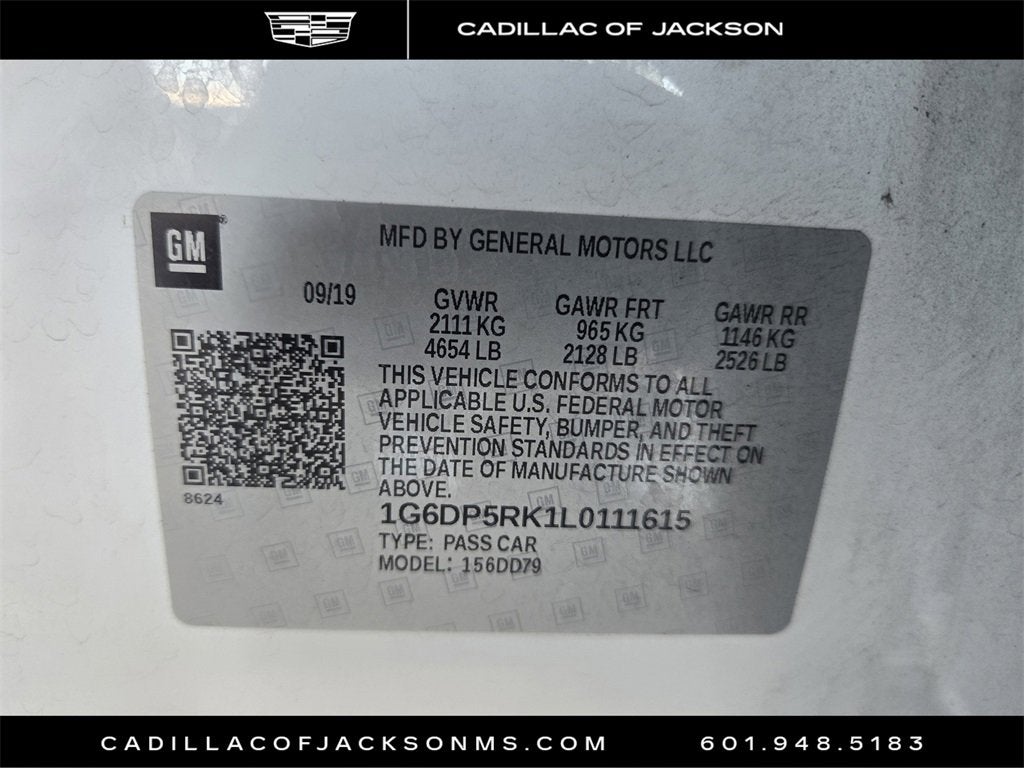 CADILLAC OF JACKSON
GM
MFD BY GENERAL MOTORS LLC
09/19
GVWR GAWR FRT GAWR RR
2111 KG 965 KG 1146 KG
4654 LB 2128 LB 2526 LB
THIS VEHICLE CONFORMS TO ALL
APPLICABLE U.S. FEDERAL MOTOR
VEHICLE SAFETY, BUMPER, AND THEFT
PREVENTION STANDARDS IN EFFECT ON
THE DATE OF MANUFACTURE SHOWN
ABOVE.
8624
1G6DP5RK1L0111615
TYPE: PASS CAR
MODEL: 156DD79
CADILLACOFJACKSONMS.COM 601.948.5183